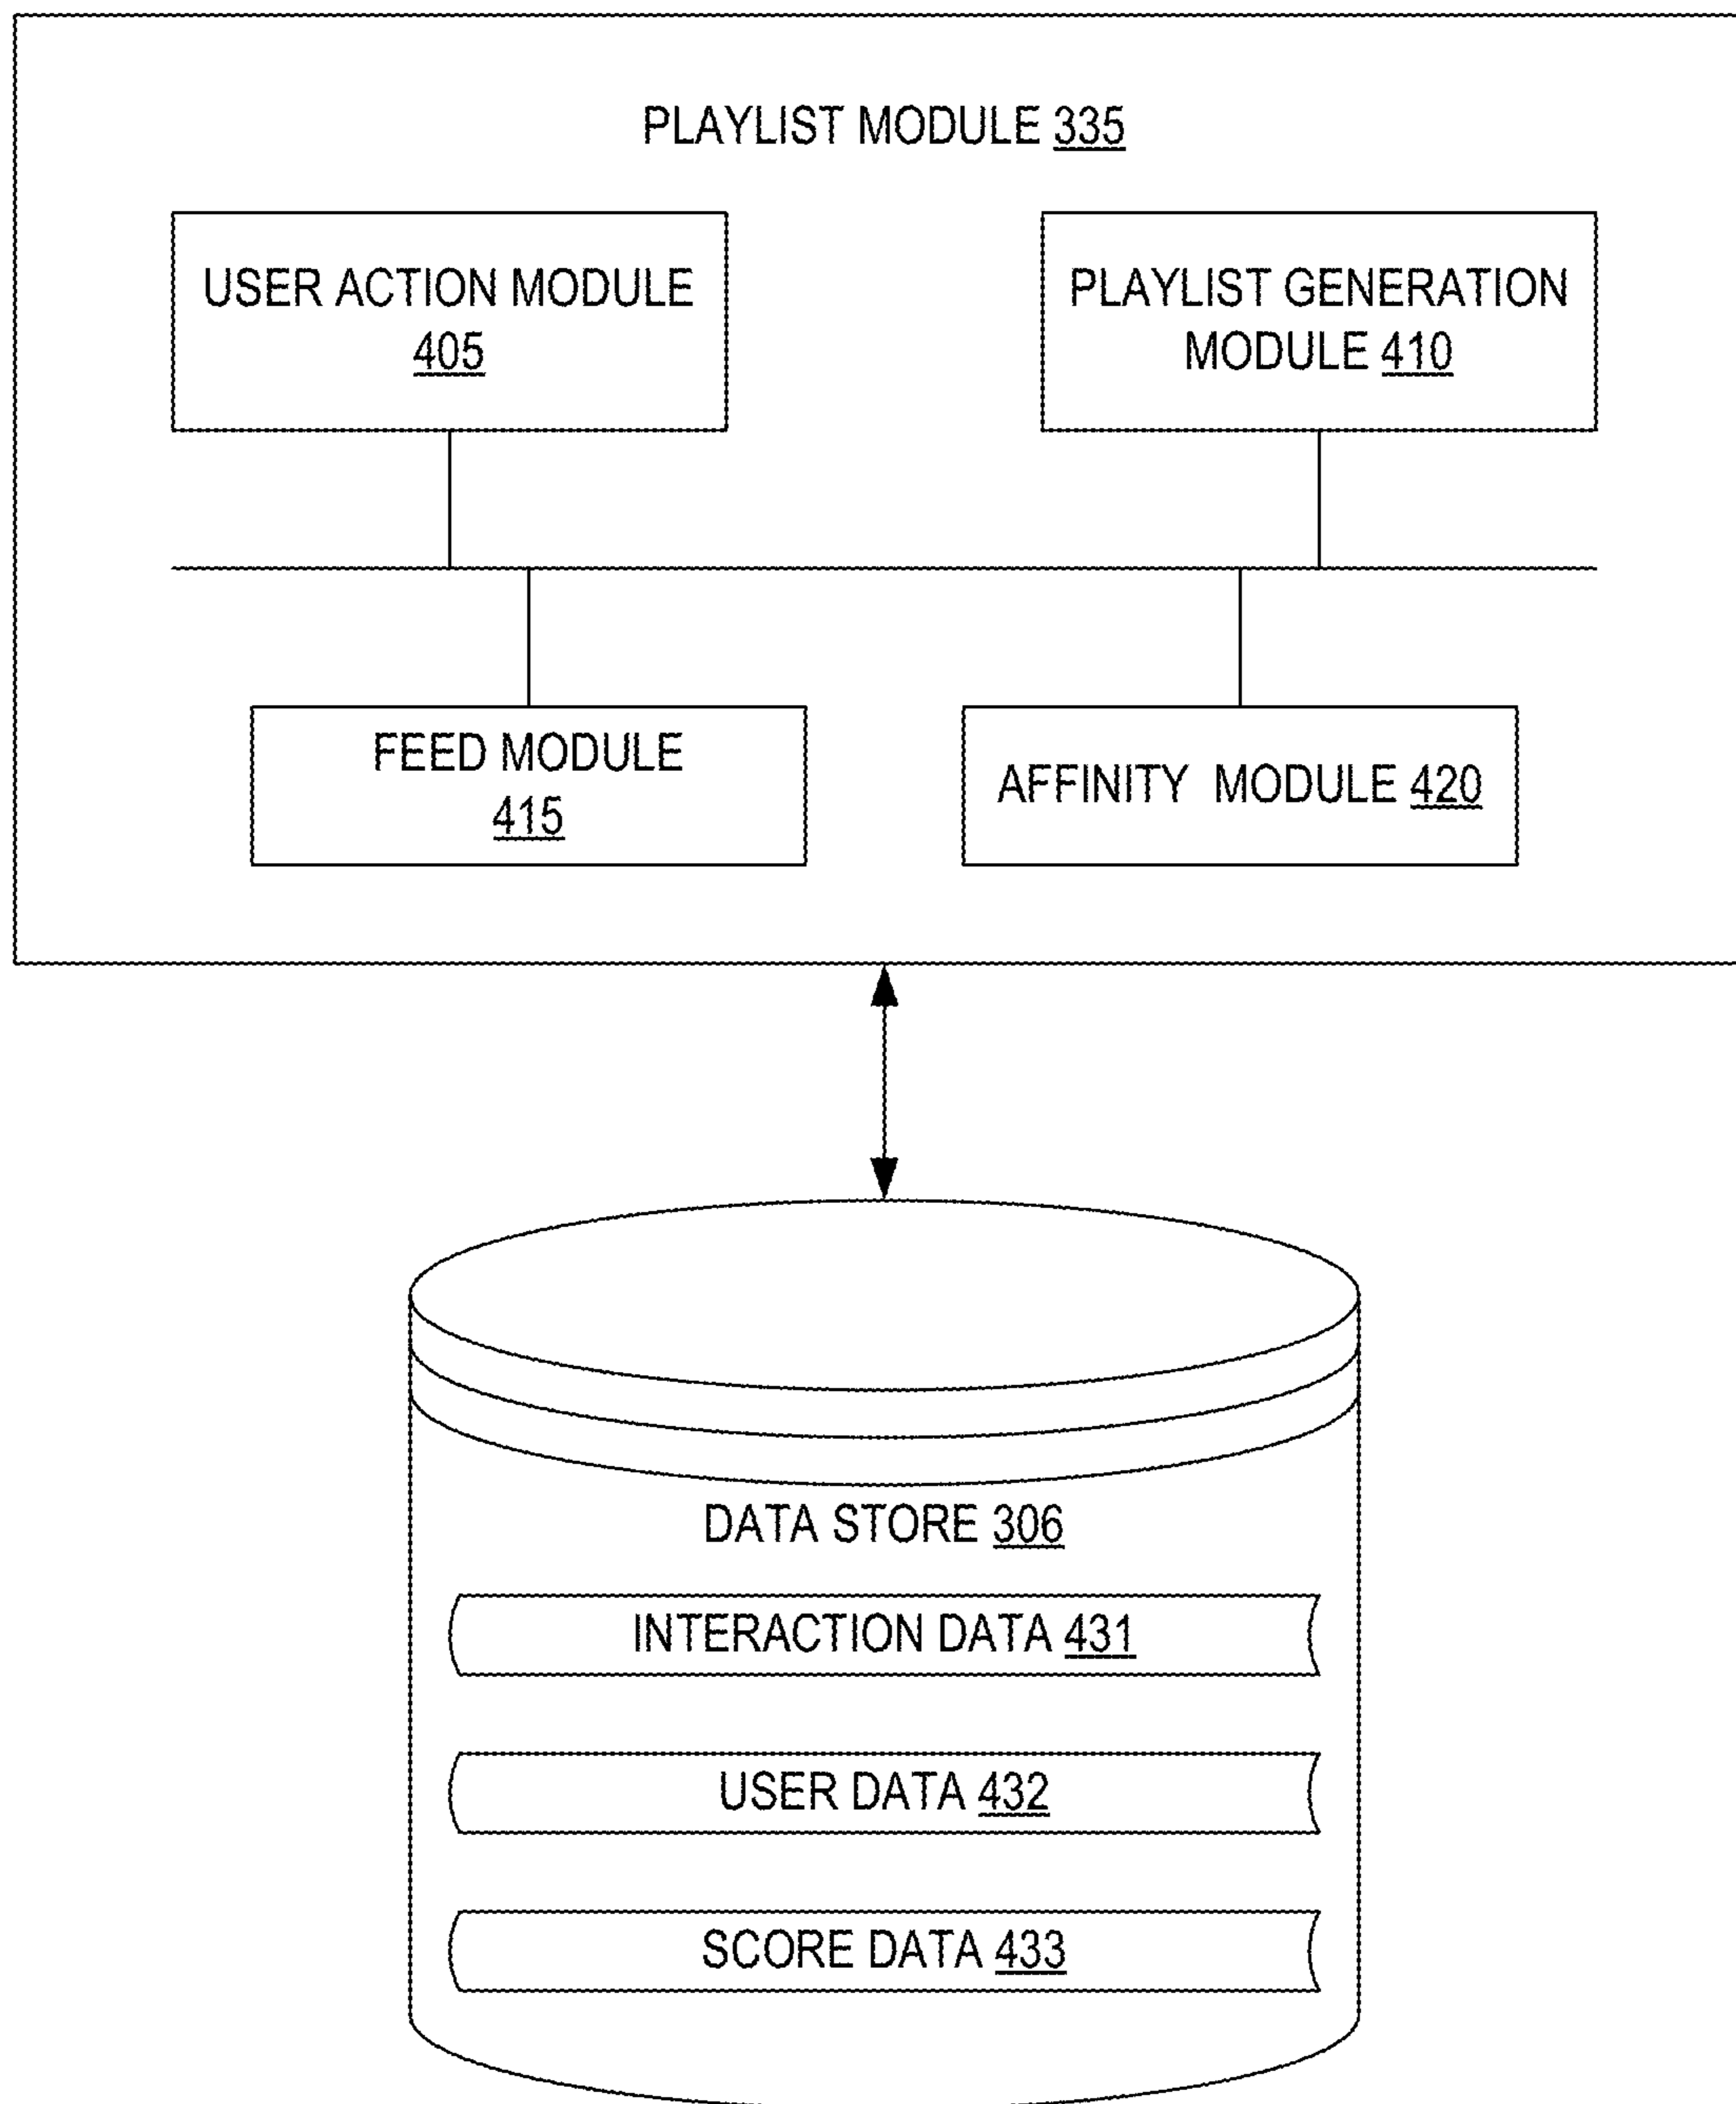 PLAYLIST MODULE 335
USER ACTION MODULE
405
PLAYLIST GENERATION
MODULE 410
FEED MODULE
415
AFFINITY MODULE 420
DATA STORE 306
INTERACTION DATA 431
USER DATA 432
SCORE DATA 433